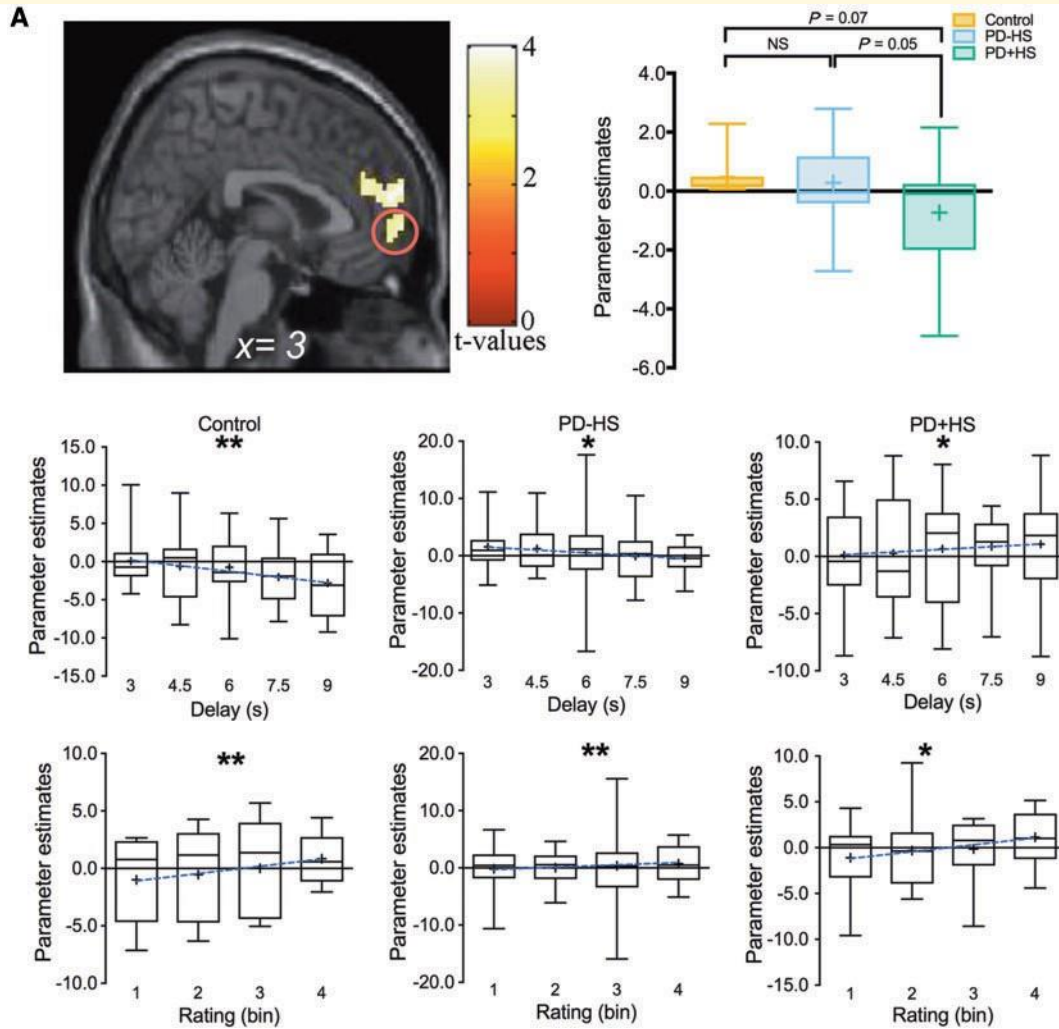 A
4
2
0
t-values
x= 3
P = 0.07
NS
P = 0.05
Control
PD-HS
PD+HS
Parameter estimates
4.0
2.0
0.0
-2.0
-4.0
-6.0
Control
**
Parameter estimates
15.0
10.0
5.0
0.0
-5.0
-10.0
-15.0
3 4.5 6 7.5 9
Delay (s)
PD-HS
*
Parameter estimates
20.0
10.0
0.0
-10.0
-20.0
3 4.5 6 7.5 9
Delay (s)
PD+HS
*
Parameter estimates
10.0
5.0
0.0
-5.0
-10.0
3 4.5 6 7.5 9
Delay (s)
**
Parameter estimates
10.0
5.0
0.0
-5.0
-10.0
1 2 3 4
Rating (bin)
**
Parameter estimates
20.0
10.0
0.0
-10.0
-20.0
1 2 3 4
Rating (bin)
*
Parameter estimates
10.0
5.0
0.0
-5.0
-10.0
-15.0
1 2 3 4
Rating (bin)